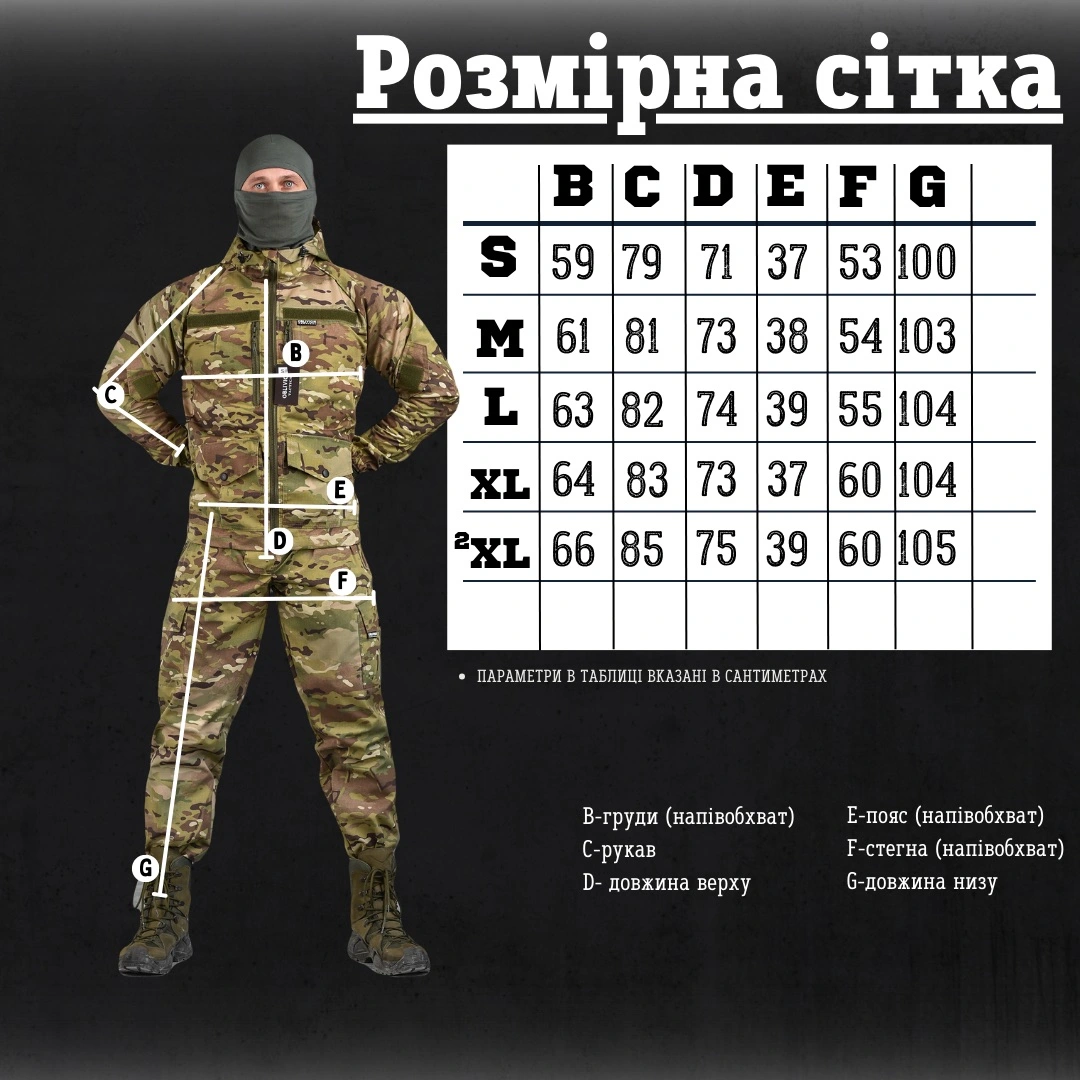 Розмірна сітка
B C D E F G
S 59 79 71 37 53 100
M 61 81 73 38 54 103
L 63 82 74 39 55 104
XL 64 83 73 37 60 104
²XL 66 85 75 39 60 105
• ПАРАМЕТРИ В ТАБЛИЦІ ВКАЗАНІ В САНТИМЕТРАХ
B
C
E
D
F
G
B-груди (напівобхват)
C-рукав
D- довжина верху
E-пояс (напівобхват)
F-стегна (напівобхват)
G-довжина низу